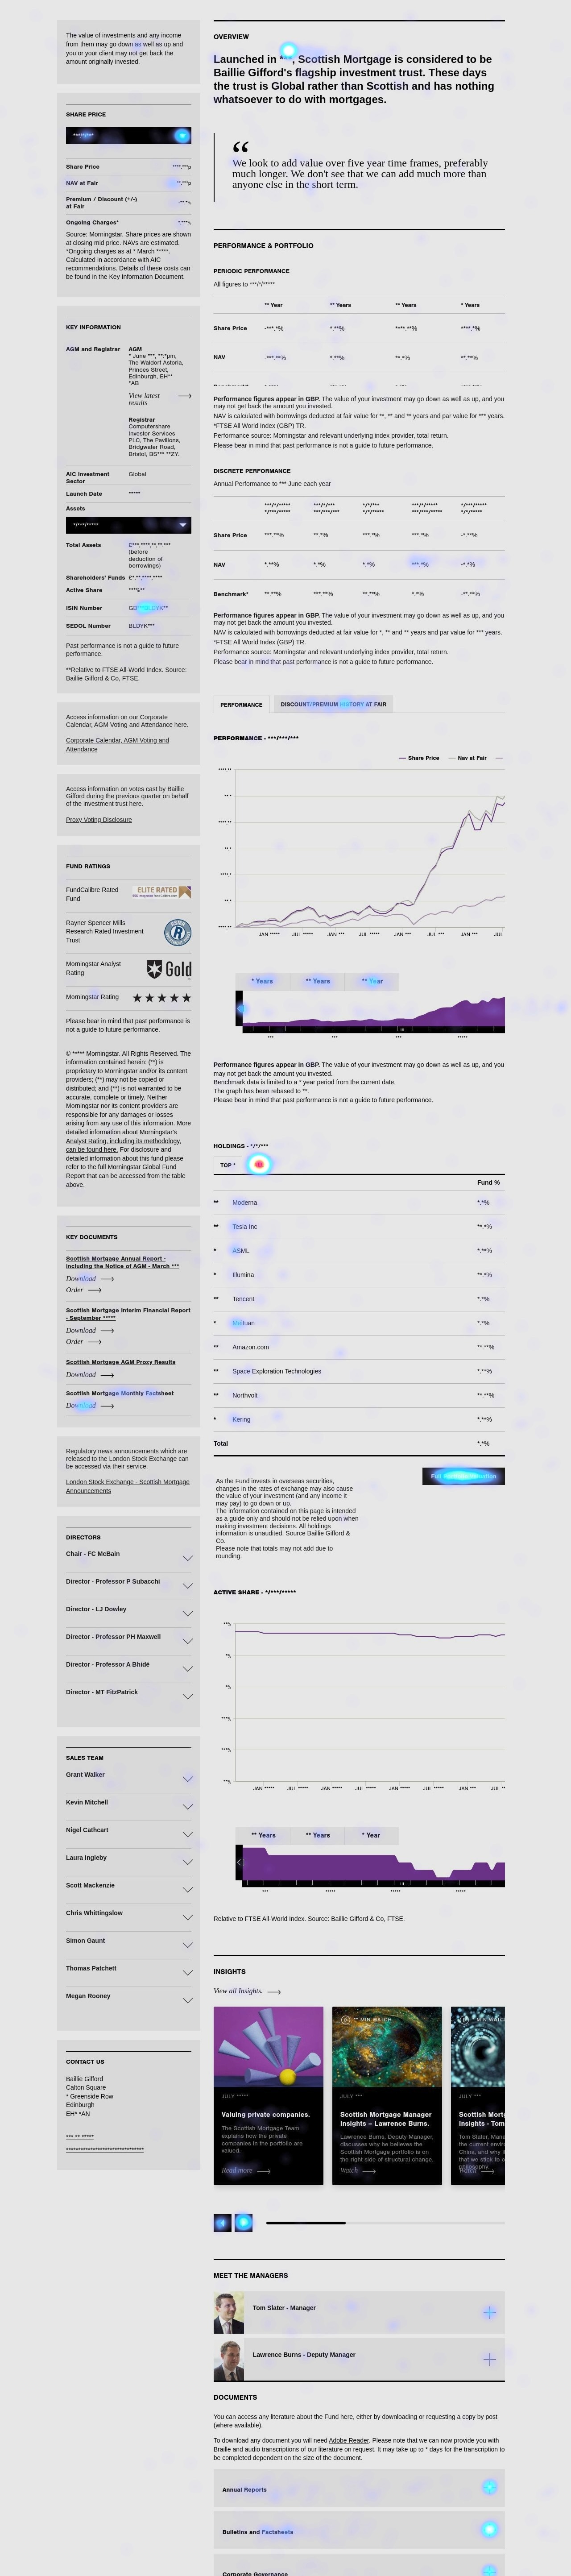 The value of investments and any income
from them may go down as well as up and
you or your client may not get back the
amount originally invested.
SHARE PRICE
***/*/****
Share Price ****.***p
NAV at Fair **.***p
Premium / Discount (*/-)
at Fair -**.*%
Ongoing Charges* *.***%
Source: Morningstar. Share prices are shown
at closing mid price. NAVs are estimated.
*Ongoing charges as at * March *****.
Calculated in accordance with AIC
recommendations. Details of these costs can
be found in the Key Information Document.
KEY INFORMATION
AGM and Registrar
AGM
* June ***, **:*pm,
The Waldorf Astoria,
Princes Street,
Edinburgh, EH**
*AB
View latest
results
Registrar
Computershare
Investor Services
PLC, The Pavilions,
Bridgwater Road,
Bristol, BS*** **ZY.
AIC Investment
Sector
Global
Launch Date *****
Assets
*/***/*****
Total Assets £***,****,**,**,***
(before
deduction of
borrowings)
Shareholders' Funds £*,**,****,****
Active Share ***%**
ISIN Number
SEDOL Number BLDYK***
Past performance is not a guide to future
performance.
**Relative to FTSE All-World Index. Source:
Baillie Gifford & Co, FTSE.
Access information on our Corporate
Calendar, AGM Voting and Attendance here.
Corporate Calendar, AGM Voting and
Attendance
Access information on votes cast by Baillie
Gifford during the previous quarter on behalf
of the investment trust here.
Proxy Voting Disclosure
FUND RATINGS
FundCalibre Rated
Fund
ELITE RATED
Rayner Spencer Mills
Research Rated Investment
Trust
Morningstar Analyst
Rating
Gold
Morningstar Rating
Please bear in mind that past performance is
not a guide to future performance.
© ***** Morningstar. All Rights Reserved. The
information contained herein: (**) is
proprietary to Morningstar and/or its content
providers; (**) may not be copied or
distributed; and (**) is not warranted to be
accurate, complete or timely. Neither
Morningstar nor its content providers are
responsible for any damages or losses
arising from any use of this information. More
detailed information about Morningstar's
Analyst Rating, including its methodology,
can be found here. For disclosure and
detailed information about this fund please
refer to the full Morningstar Global Fund
Report that can be accessed from the table
above.
KEY DOCUMENTS
Scottish Mortgage Annual Report -
including the Notice of AGM - March ***
Download
Order
Scottish Mortgage Interim Financial Report
- September *****
Download
Order
Scottish Mortgage AGM Proxy Results
Download
Scottish Mortgage Monthly Factsheet
Download
Regulatory news announcements which are
released to the London Stock Exchange can
be accessed via their service.
London Stock Exchange - Scottish Mortgage
Announcements
DIRECTORS
Chair - FC McBain
Director - Professor P Subacchi
Director - LJ Dowley
Director - Professor PH Maxwell
Director - Professor A Bhidé
Director - MT FitzPatrick
SALES TEAM
Grant Walker
Kevin Mitchell
Nigel Cathcart
Laura Ingleby
Scott Mackenzie
Chris Whittingslow
Simon Gaunt
Thomas Patchett
Megan Rooney
CONTACT US
Baillie Gifford
Calton Square
* Greenside Row
Edinburgh
EH* *AN
*** ** *****
OVERVIEW
Launched in ***, Scottish Mortgage is considered to be
Baillie Gifford's flagship investment trust. These days
the trust is Global rather than Scottish and has nothing
whatsoever to do with mortgages.
“
We look to add value over five year time frames, preferably
much longer. We don't see that we can add much more than
anyone else in the short term.
PERFORMANCE & PORTFOLIO
PERIODIC PERFORMANCE
All figures to ***/*/*****
** Year ** Years ** Years * Years
Share Price -***.*% *.**% ****.**% ****.*%
NAV -***.**% *.**% **.*% **.**%
Performance figures appear in GBP. The value of your investment may go down as well as up, and you
may not get back the amount you invested.
NAV is calculated with borrowings deducted at fair value for **, ** and ** years and par value for *** years.
*FTSE All World Index (GBP) TR.
Performance source: Morningstar and relevant underlying index provider, total return.
Please bear in mind that past performance is not a guide to future performance.
DISCRETE PERFORMANCE
Annual Performance to *** June each year
***/*/***** ***/*/*** */*/*** ***/*/***** */***/*****
*/***/***** ***/***/*** */*/***** ***/***/***** */*/******
Share Price ***.**% **.*% ***.*% ***.*% -*.**%
NAV *.**% *.*% *.*% ***.*% -*.*%
Benchmark* **.**% ***.**% **.**% *.*% -**.**%
Performance figures appear in GBP. The value of your investment may go down as well as up, and you
may not get back the amount you invested.
NAV is calculated with borrowings deducted at fair value for *, ** and ** years and par value for *** years.
*FTSE All World Index (GBP) TR.
Performance source: Morningstar and relevant underlying index provider, total return.
Please bear in mind that past performance is not a guide to future performance.
PERFORMANCE DISCOUNT/PREMIUM HISTORY AT FAIR
PERFORMANCE - ***/***/***
Share Price Nav at Fair
****.**
**.*
****.**
**.*
****.*
**.*
****.**
JAN ***** JUL ***** JAN *** JUL ***** JAN *** JUL *** JAN *** JUL
* Years ** Years ** Year
*** *** *** *****
Performance figures appear in GBP. The value of your investment may go down as well as up, and you
may not get back the amount you invested.
Benchmark data is limited to a * year period from the current date.
The graph has been rebased to **.
Please bear in mind that past performance is not a guide to future performance.
HOLDINGS - */*/***
TOP *
Fund %
** Moderna *.*%
** Tesla Inc **.*%
* ASML *.**%
* Illumina **.*%
** Tencent *.*%
* Meituan *.*%
** Amazon.com **.**%
** Space Exploration Technologies *.**%
** Northvolt **.**%
* Kering *.**%
Total *.*%
As the Fund invests in overseas securities,
changes in the rates of exchange may also cause
the value of your investment (and any income it
may pay) to go down or up.
The information contained on this page is intended
as a guide only and should not be relied upon when
making investment decisions. All holdings
information is unaudited. Source Baillie Gifford &
Co.
Please note that totals may not add due to
rounding.
ACTIVE SHARE - */***/*****
**%
*%
*%
***%
***%
**%
JAN ***** JUL ***** JAN ***** JUL ***** JAN ***** JUL ***** JAN *** JUL **
** Years ** Years * Year
*** ***** ***** *****
Relative to FTSE All-World Index. Source: Baillie Gifford & Co, FTSE.
INSIGHTS
View all Insights.
JULY *****
Valuing private companies.
The Scottish Mortgage Team
explains how the private
companies in the portfolio are
valued.
Read more
** MIN WATCH
JULY ***
Scottish Mortgage Manager
Insights – Lawrence Burns.
Lawrence Burns, Deputy Manager,
discusses why he believes the
Scottish Mortgage portfolio is on
the right side of structural change.
Watch
MIN WATCH
JULY ***
Scottish Mort
Insights - Tom
Tom Slater, Mana
the current enviro
China, and why it
that we stick to o
philosophy
Watch
MEET THE MANAGERS
Tom Slater - Manager
Lawrence Burns - Deputy Manager
DOCUMENTS
You can access any literature about the Fund here, either by downloading or requesting a copy by post
(where available).
To download any document you will need Adobe Reader. Please note that we can now provide you with
Braille and audio transcriptions of our literature on request. It may take up to * days for the transcription to
be completed dependent on the size of the document.
Annual Reports
Bulletins and Factsheets
Corporate Governance